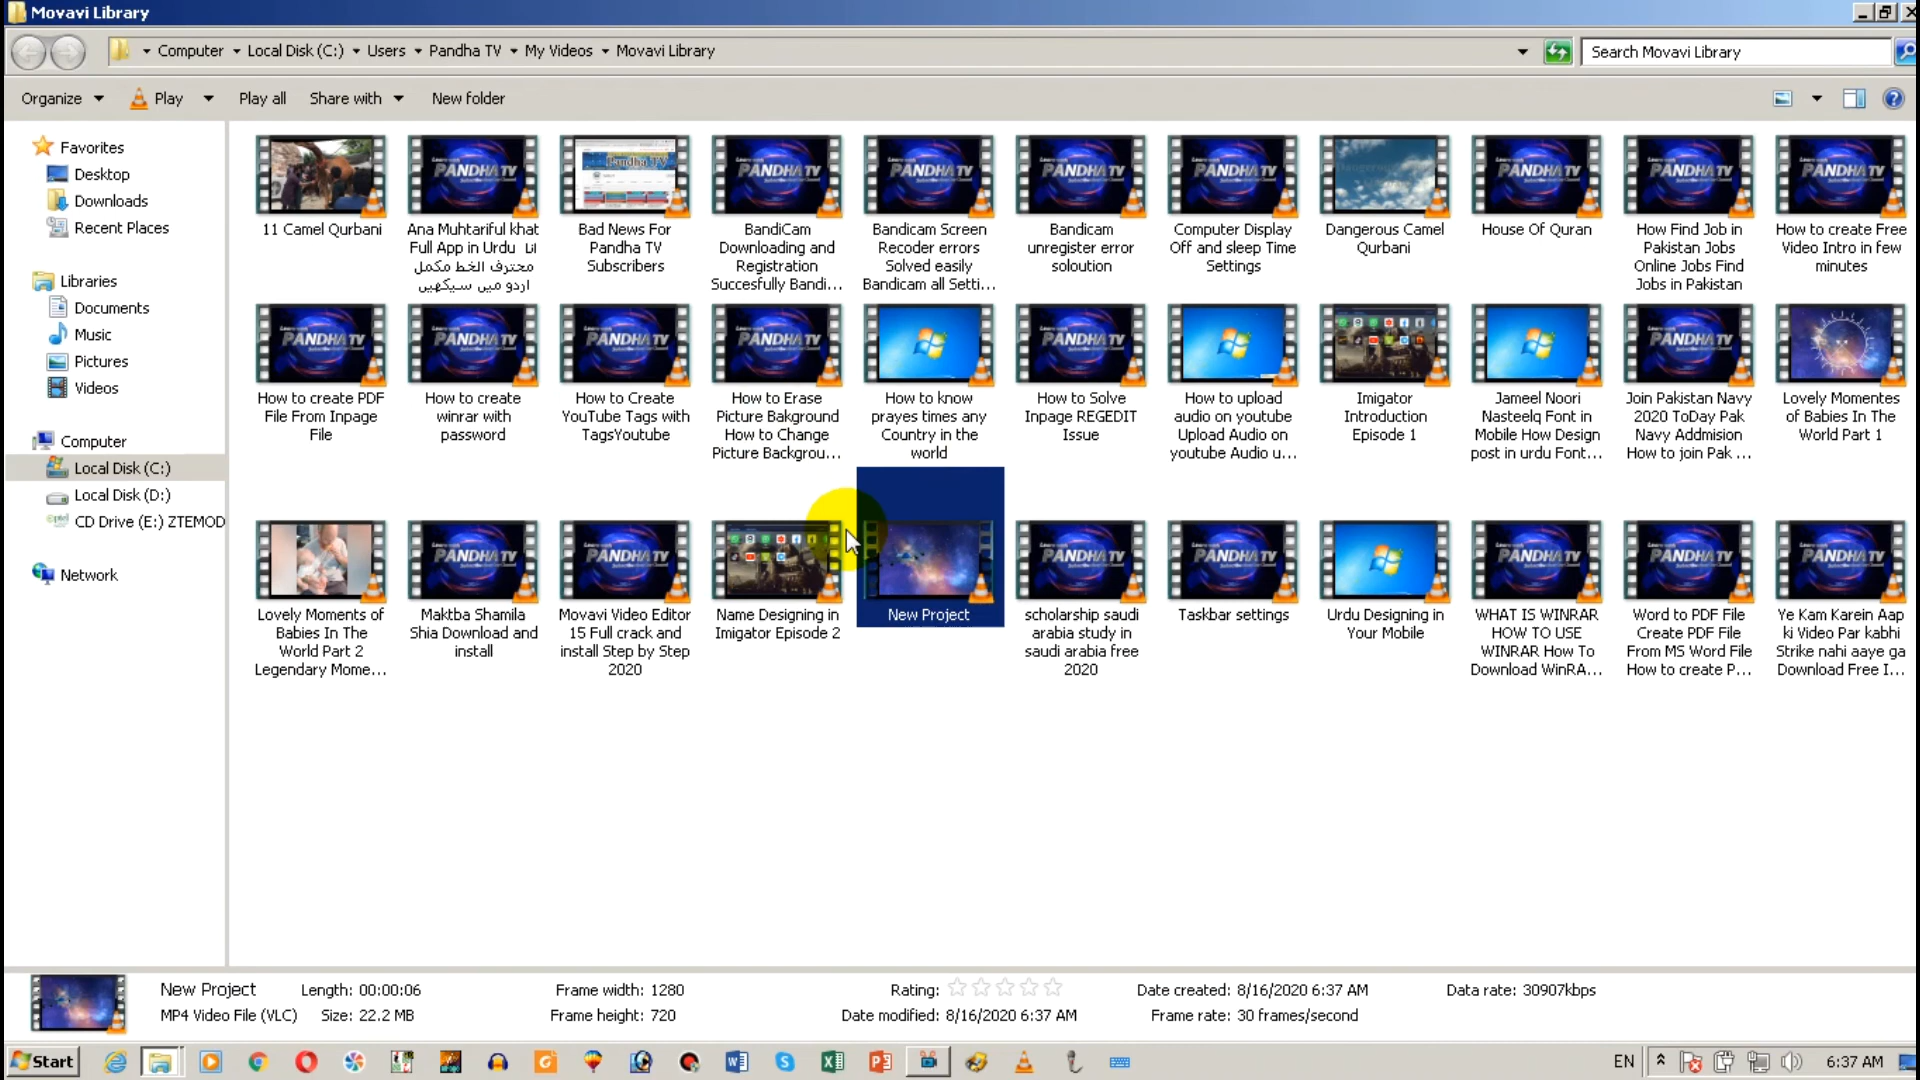 Movavi Library
Computer Local Disk (C:) Users Pandha TV My Videos Movavi Library
Search Movavi Library
Organize Play Play all Share with New folder
Favorites
Desktop
Downloads
Recent Places
Libraries
Documents
Music
Pictures
Videos
Computer
Local Disk (C:)
Local Disk (D:)
CD Drive (E:) ZTEMOD
Network
11 Camel Qurbani
Ana Muhtariful khat
Full App in Urdu انا
محترف الخط مکمل
اردو میں سیکھیں
Bad News For
Pandha TV
Subscribers
BandiCam
Downloading and
Registration
Succesfully Bandi...
Bandicam Screen
Recoder errors
Solved easily
Bandicam all Setti...
Bandicam
unregister error
soloution
Computer Display
Off and sleep Time
Settings
Dangerous Camel
Qurbani
House Of Quran
How Find Job in
Pakistan Jobs
Online Jobs Find
Jobs in Pakistan
How to create Free
Video Intro in few
minutes
How to create PDF
File From Inpage
File
How to create
winrar with
password
How to Create
YouTube Tags with
TagsYoutube
How to Erase
Picture Bakground
How to Change
Picture Backgrou...
How to know
prayes times any
Country in the
world
How to Solve
Inpage REGEDIT
Issue
How to upload
audio on youtube
Upload Audio on
youtube Audio u...
Imigator
Introduction
Episode 1
Jameel Noori
Nasteelq Font in
Mobile How Design
post in urdu Font...
Join Pakistan Navy
2020 ToDay Pak
Navy Addmision
How to join Pak ...
Lovely Momentes
of Babies In The
World Part 1
Lovely Moments of
Babies In The
World Part 2
Legendary Mome...
Maktba Shamila
Shia Download and
install
Movavi Video Editor
15 Full crack and
install Step by Step
2020
Name Designing in
Imigator Episode 2
New Project
scholarship saudi
arabia study in
saudi arabia free
2020
Taskbar settings
Urdu Designing in
Your Mobile
WHAT IS WINRAR
HOW TO USE
WINRAR How To
Download WinRA...
Word to PDF File
Create PDF File
From MS Word File
How to create P...
Ye Kam Karein Aap
ki Video Par kabhi
Strike nahi aaye ga
Download Free I...
New Project Length: 00:00:06 Frame width: 1280 Rating: Date created: 8/16/2020 6:37 AM Data rate: 30907kbps
MP4 Video File (VLC) Size: 22.2 MB Frame height: 720 Date modified: 8/16/2020 6:37 AM Frame rate: 30 frames/second
Start EN 6:37 AM